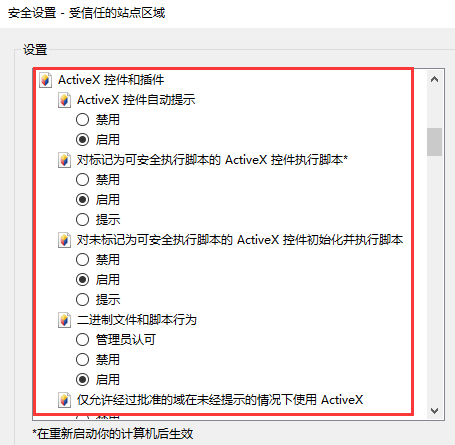 安全设置 - 受信任的站点区域
设置
ActiveX 控件和插件
ActiveX 控件自动提示
禁用
启用
对标记为可安全执行脚本的 ActiveX 控件执行脚本*
禁用
启用
提示
对未标记为可安全执行脚本的 ActiveX 控件初始化并执行脚本
禁用
启用
提示
二进制文件和脚本行为
管理员认可
禁用
启用
仅允许经过批准的域在未经提示的情况下使用 ActiveX
*在重新启动你的计算机后生效